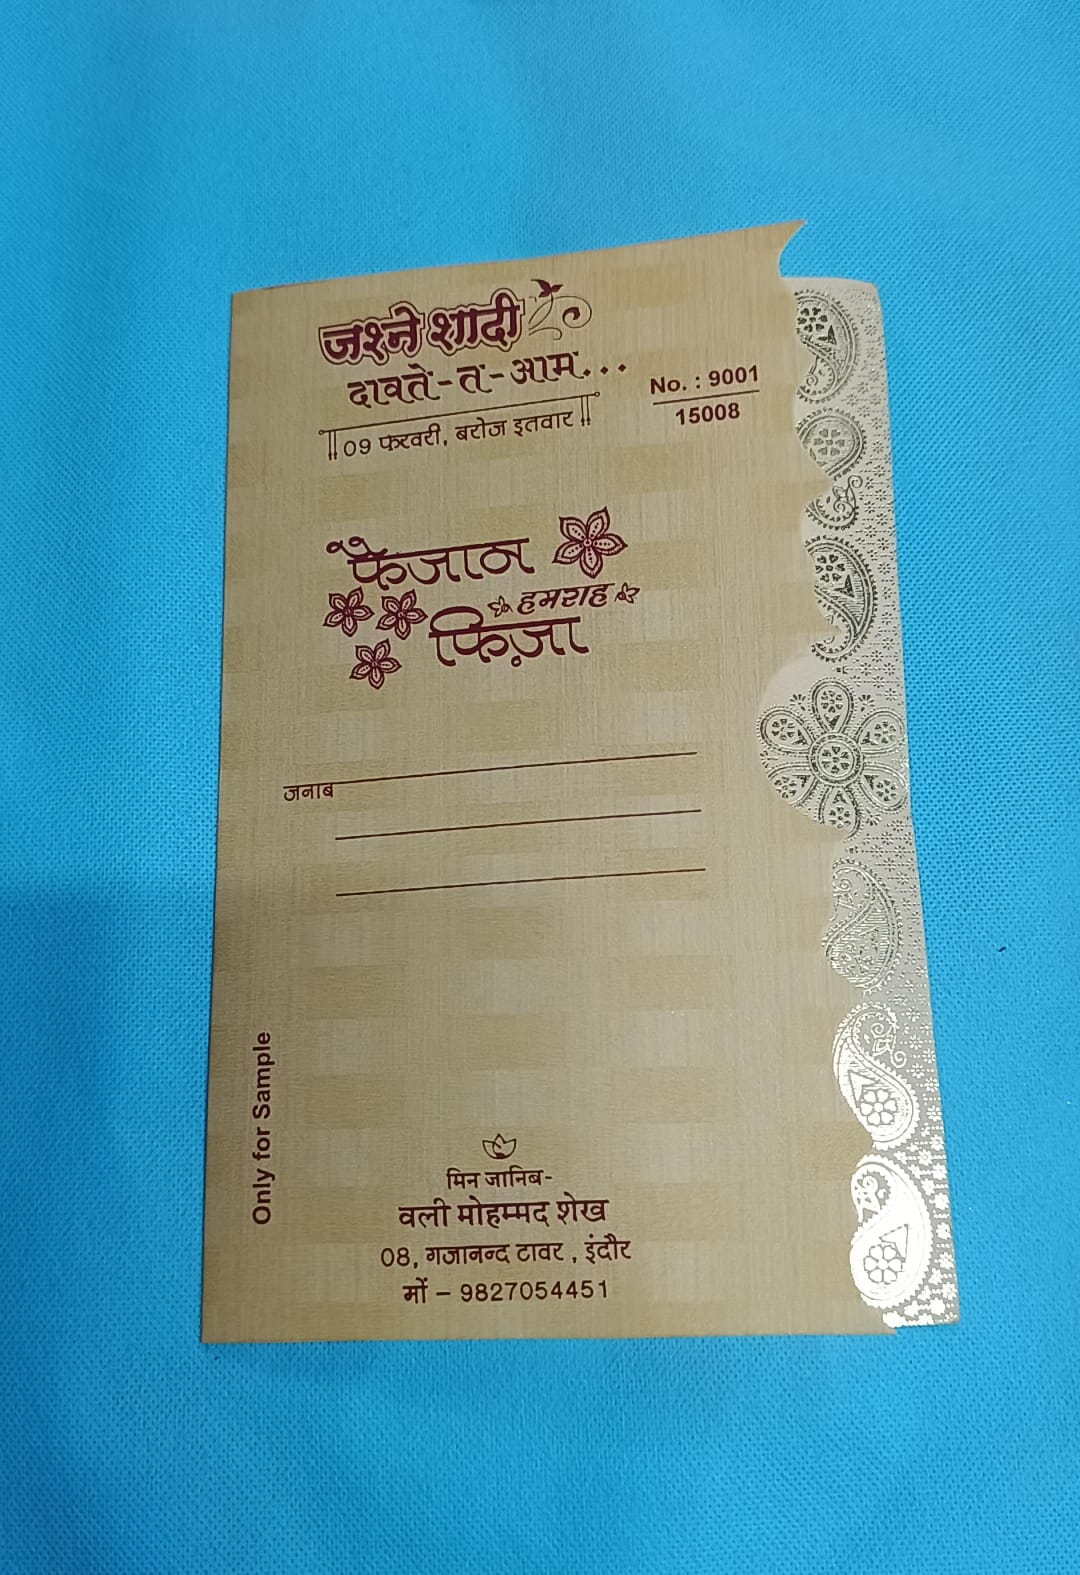 जश्ने शादी
दावते-त-आम...
09 फरवरी, बरोज इतवार
No. : 9001
15008
फैजान
हमराह
फिज़ा
जनाब
Only for Sample
मिन जानिब-
वली मोहम्मद शेख
08, गजानन्द टावर , इंदौर
मों – 9827054451